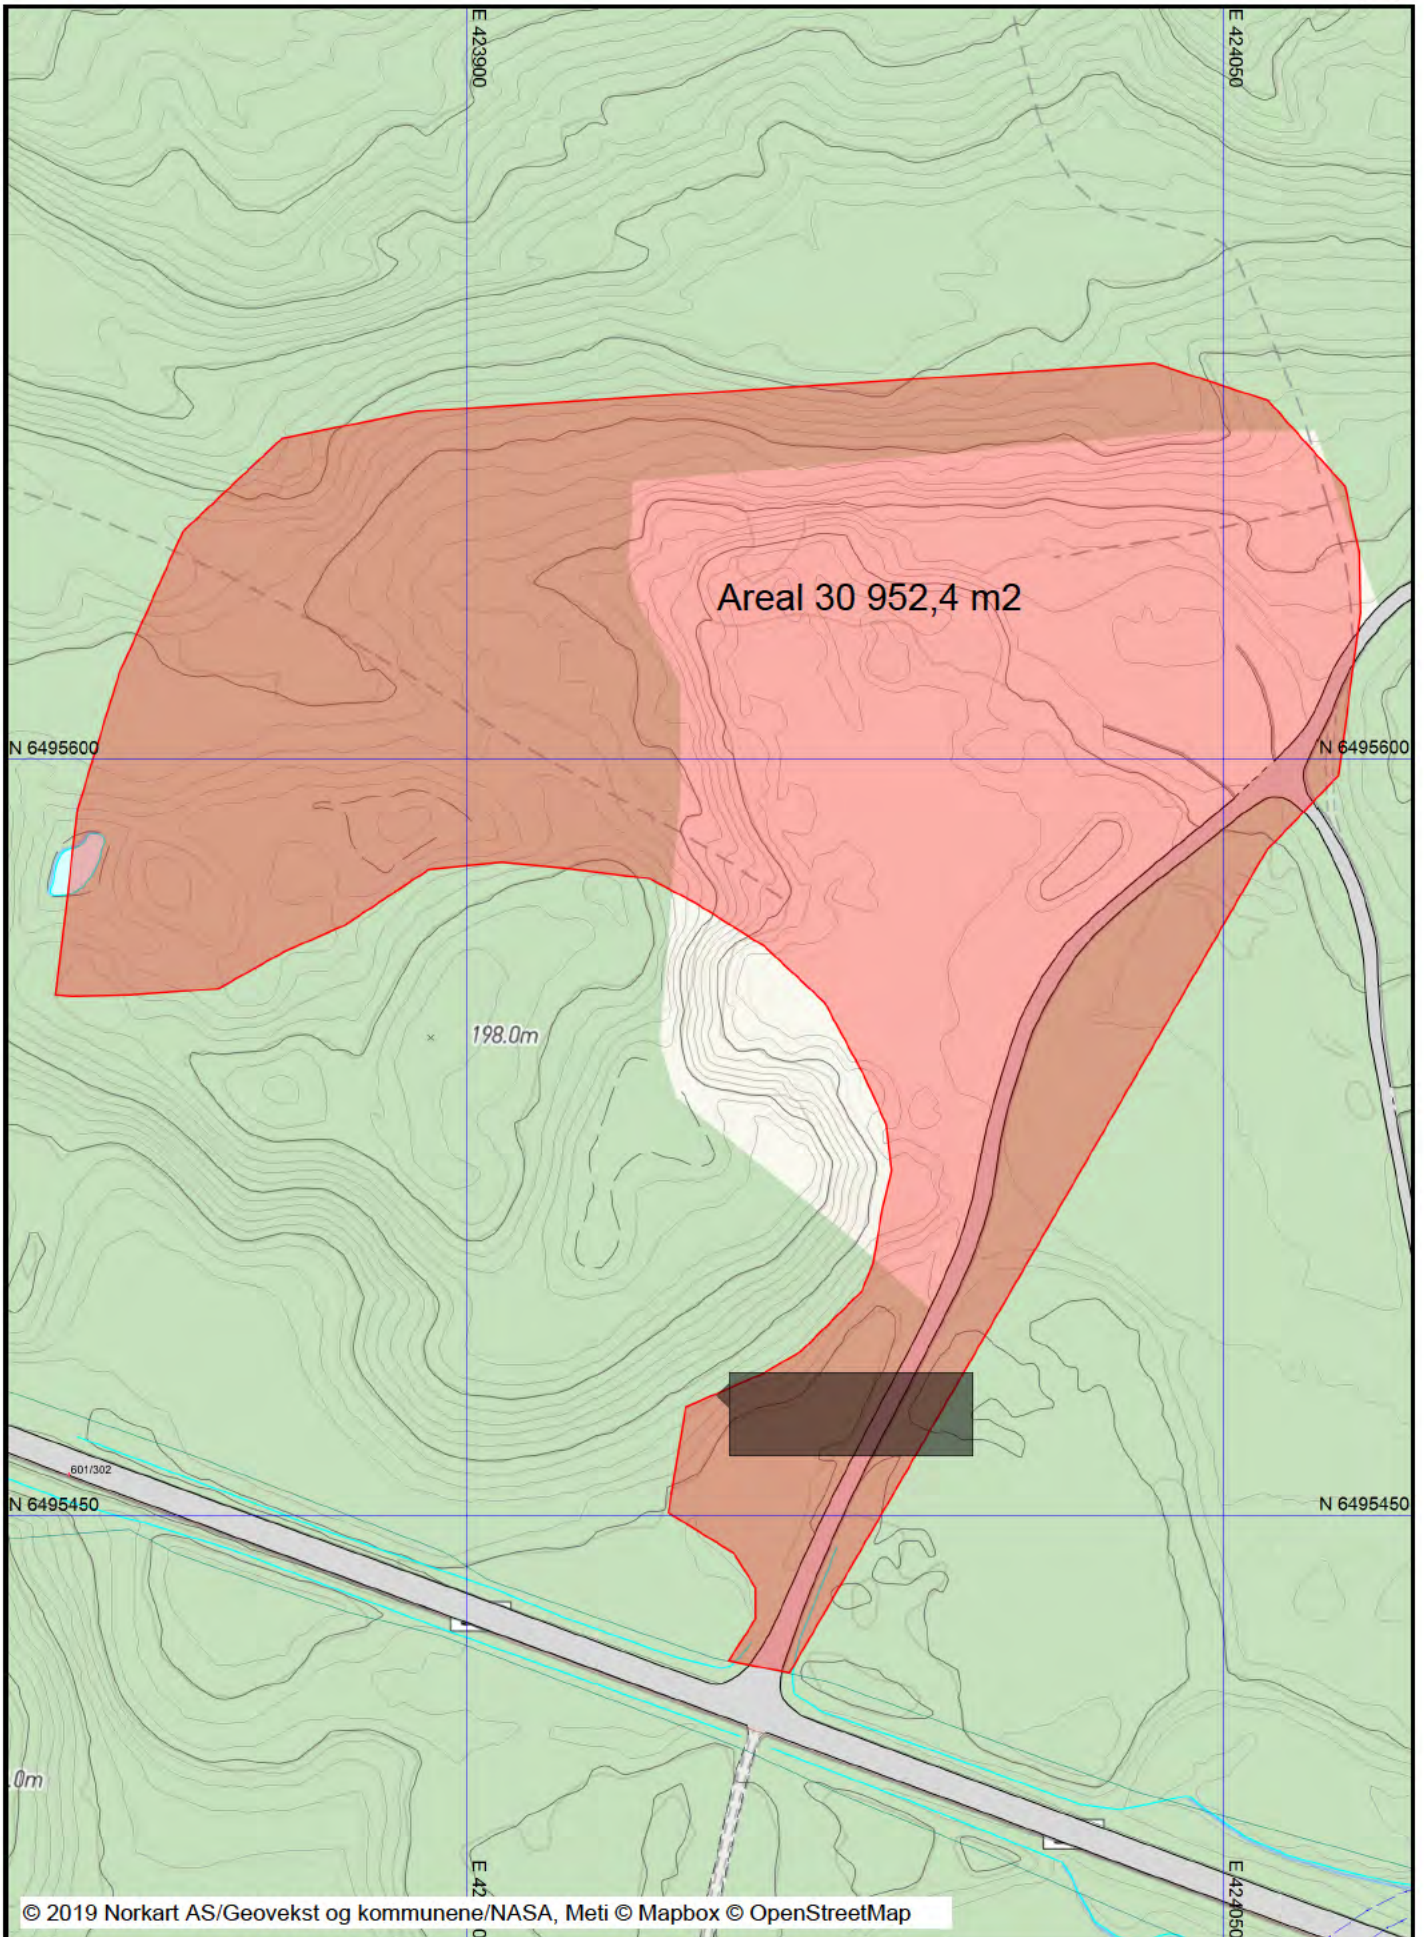 E 423900
E 424050
Areal 30 952,4 m2
N 6495600
N 6495600
198.0m
601/302
N 6495450
N 6495450
.0m
E 42
0
E 424050
© 2019 Norkart AS/Geovekst og kommunene/NASA, Meti © Mapbox © OpenStreetMap